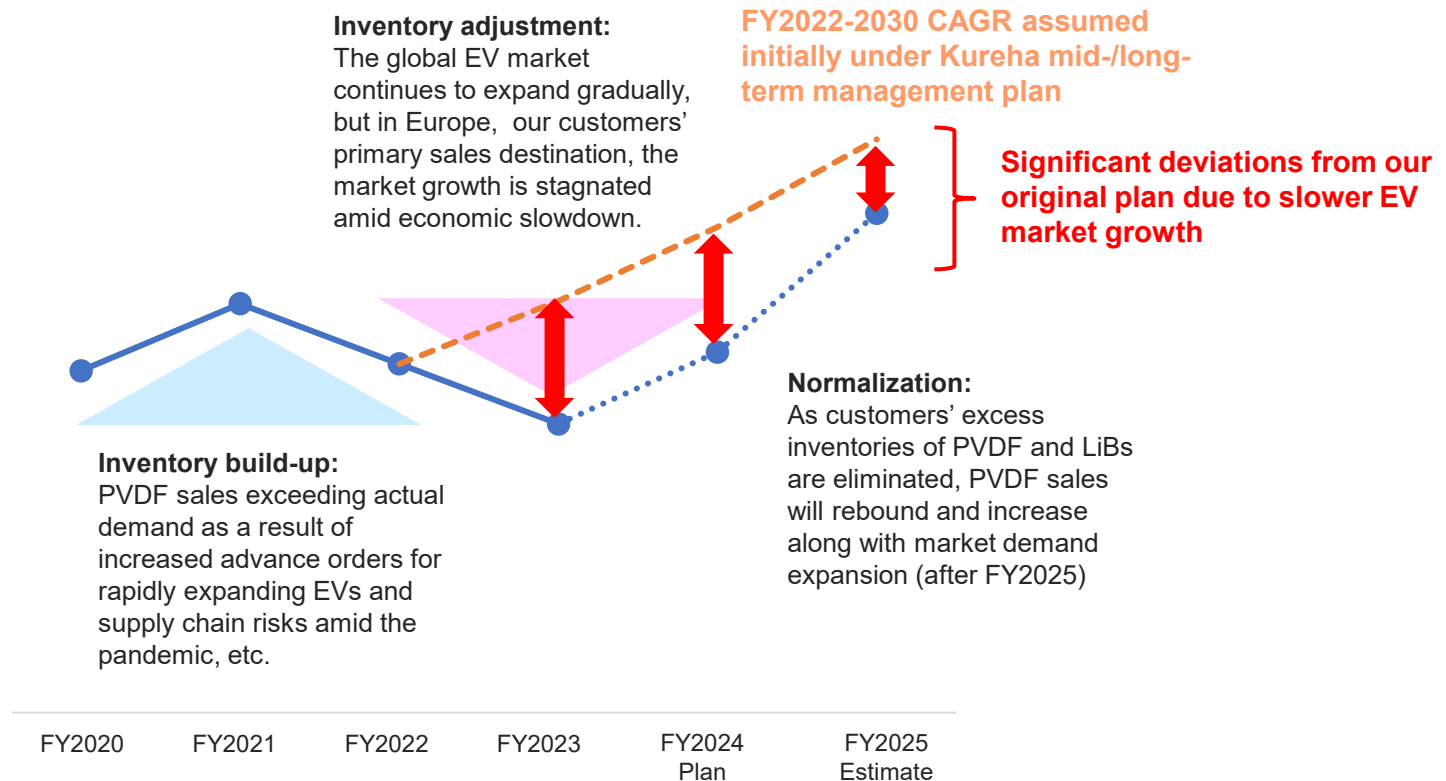 Inventory adjustment:
The global EV market
continues to expand gradually,
but in Europe,  our customers’
primary sales destination, the
market growth is stagnated
amid economic slowdown.
FY2022-2030 CAGR assumed
initially under Kureha mid-/long-
term management plan
Significant deviations from our
original plan due to slower EV
market growth
Inventory build-up:
PVDF sales exceeding actual
demand as a result of
increased advance orders for
rapidly expanding EVs and
supply chain risks amid the
pandemic, etc.
Normalization:
As customers’ excess
inventories of PVDF and LiBs
are eliminated, PVDF sales
will rebound and increase
along with market demand
expansion (after FY2025)
FY2020
FY2021
FY2022
FY2023
FY2024
Plan
FY2025
Estimate